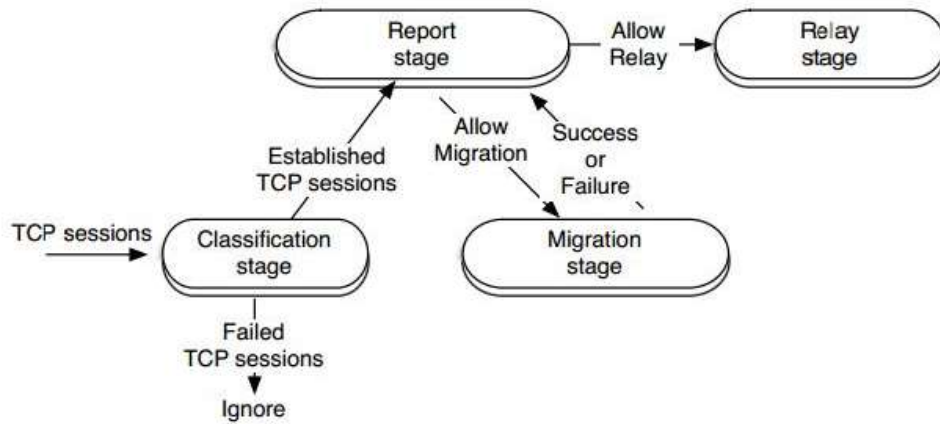 Report
stage
Allow
Relay
Relay
stage
Allow
Migration
Success
or
Failure
Established
TCP sessions
TCP sessions
Classification
stage
Migration
stage
Failed
TCP sessions
Ignore